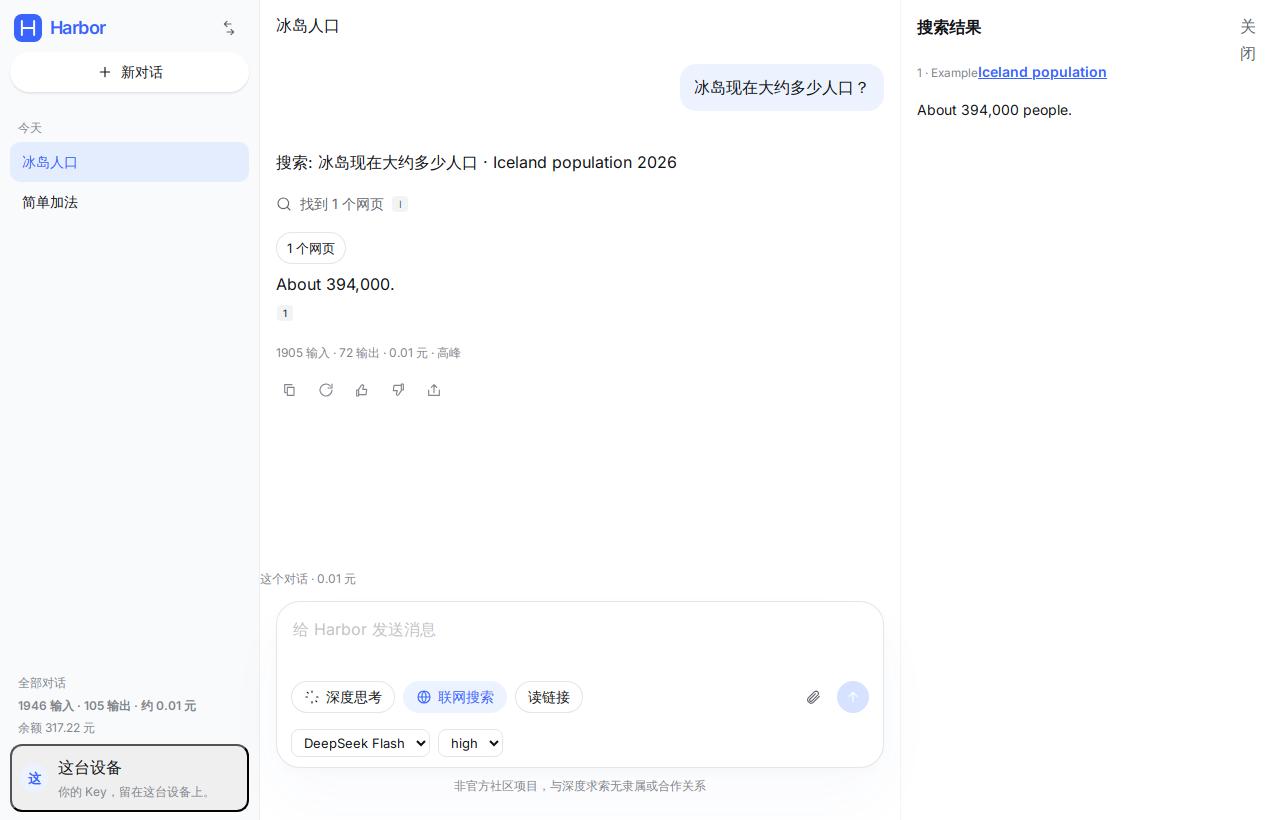 Harbor
新对话
今天
冰岛人口
简单加法
全部对话
1946 输入 · 105 输出 · 约 0.01 元
余额 317.22 元
这
这台设备
你的 Key，留在这台设备上。
冰岛人口
冰岛现在大约多少人口？
搜索: 冰岛现在大约多少人口 · Iceland population 2026
找到 1 个网页 I
1 个网页
About 394,000.
1
1905 输入 · 72 输出 · 0.01 元 · 高峰
这个对话 · 0.01 元
给 Harbor 发送消息
深度思考 联网搜索 读链接
DeepSeek Flash high
非官方社区项目，与深度求索无隶属或合作关系
搜索结果
关
闭
1 · ExampleIceland population
About 394,000 people.